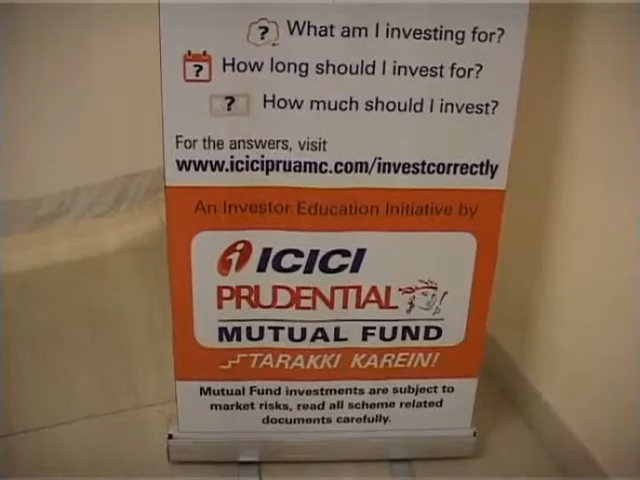 ? What am I investing for?
? How long should I invest for?
? How much should I invest?
For the answers, visit
www.icicipruamc.com/investcorrectly
An Investor Education Initiative by
ICICI
PRUDENTIAL
MUTUAL FUND
TARAKKI KAREIN!
Mutual Fund investments are subject to
market risks, read all scheme related
documents carefully.